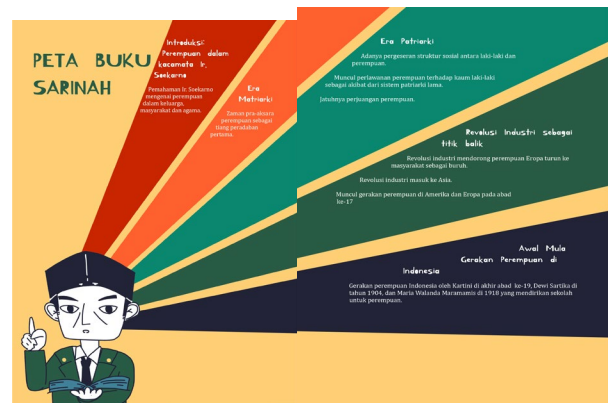 PETA BUKU
SARINAH
Introduksi:
Perempuan dalam
kacamata Ir,
Soekarno
Pemahaman Ir. Soekarno
mengenai perempuan
dalam keluarga,
masyarakat dan agama.
Era
Matriarki
Zaman pra-aksara
perempuan sebagai
tiang peradaban
pertama.
Era Patriarki
Adanya pergeseran struktur sosial antara laki-laki dan
perempuan.
Muncul perlawanan perempuan terhadap kaum laki-laki
sebagai akibat dari sistem patriarki lama.
Jatuhnya perjuangan perempuan.
Revolusi Industri sebagai
titik balik
Revolusi industri mendorong perempuan Eropa turun ke
masyarakat sebagai buruh.
Revolusi industri masuk ke Asia.
Muncul gerakan perempuan di Amerika dan Eropa pada abad
ke-17
Awal Mula
Gerakan Perempuan di
Indonesia
Gerakan perempuan Indonesia oleh Kartini di akhir abad ke-19, Dewi Sartika di
tahun 1904, dan Maria Walanda Maramamis di 1918 yang mendirikan sekolah
untuk perempuan.